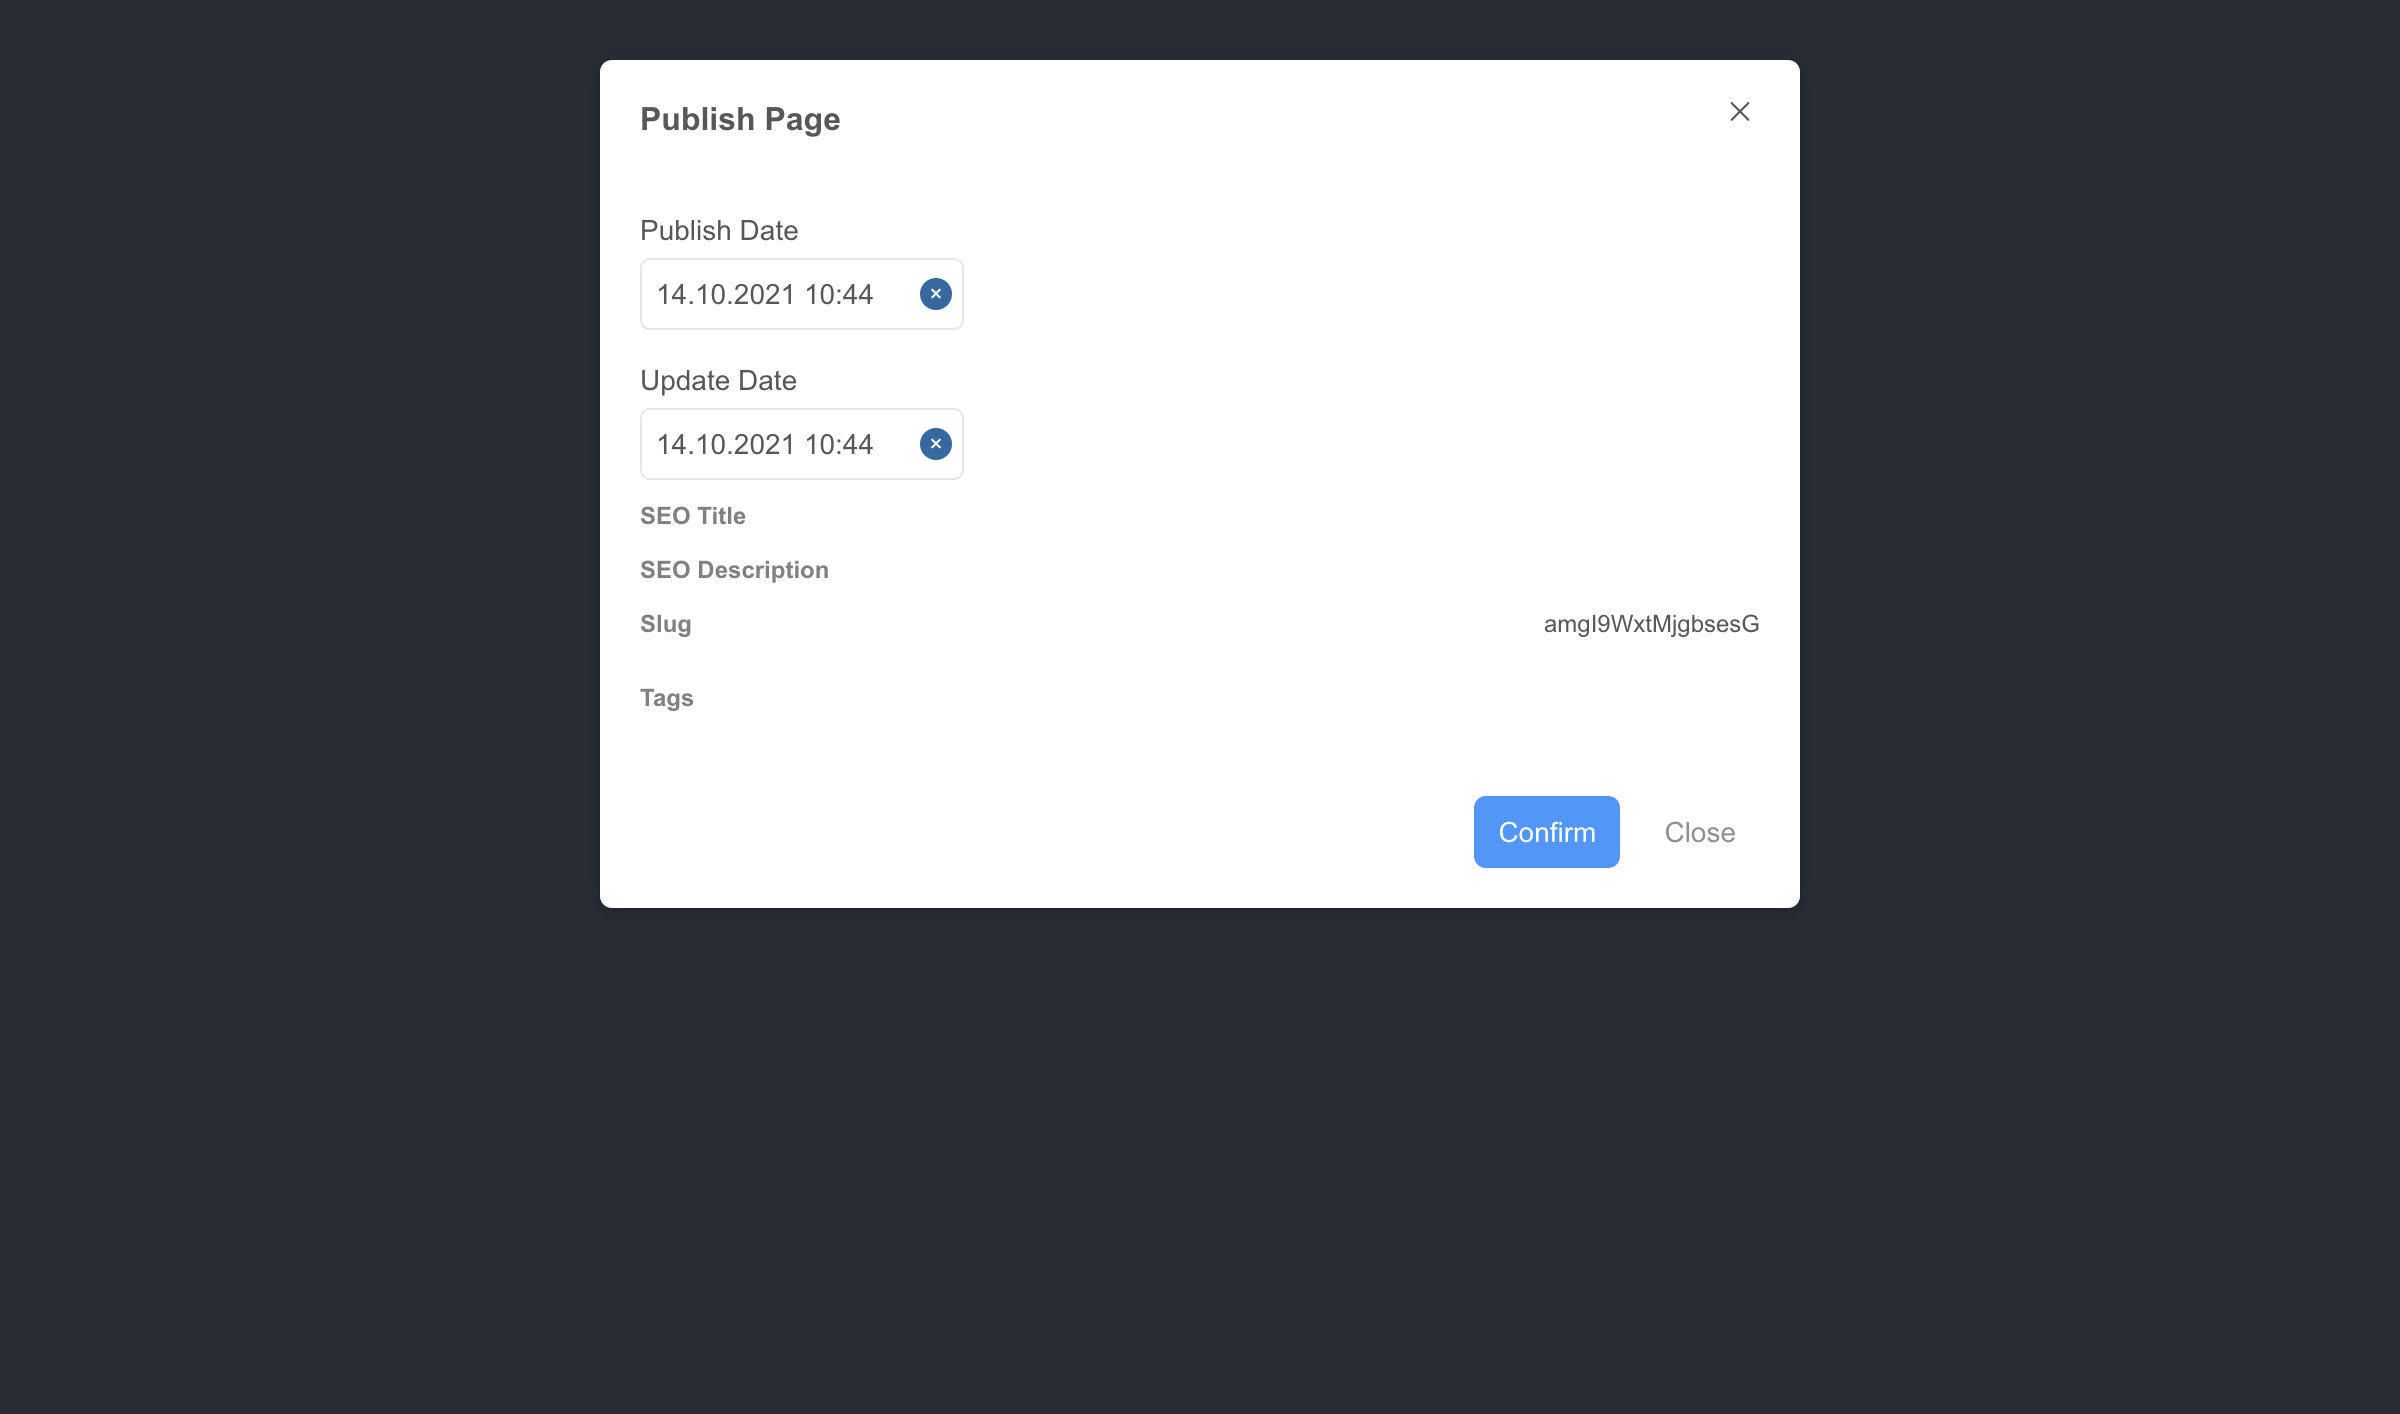 Publish Page
Publish Date
14.10.2021 10:44
Update Date
14.10.2021 10:44
SEO Title
SEO Description
Slug amgI9WxtMjgbsesG
Tags
Confirm Close